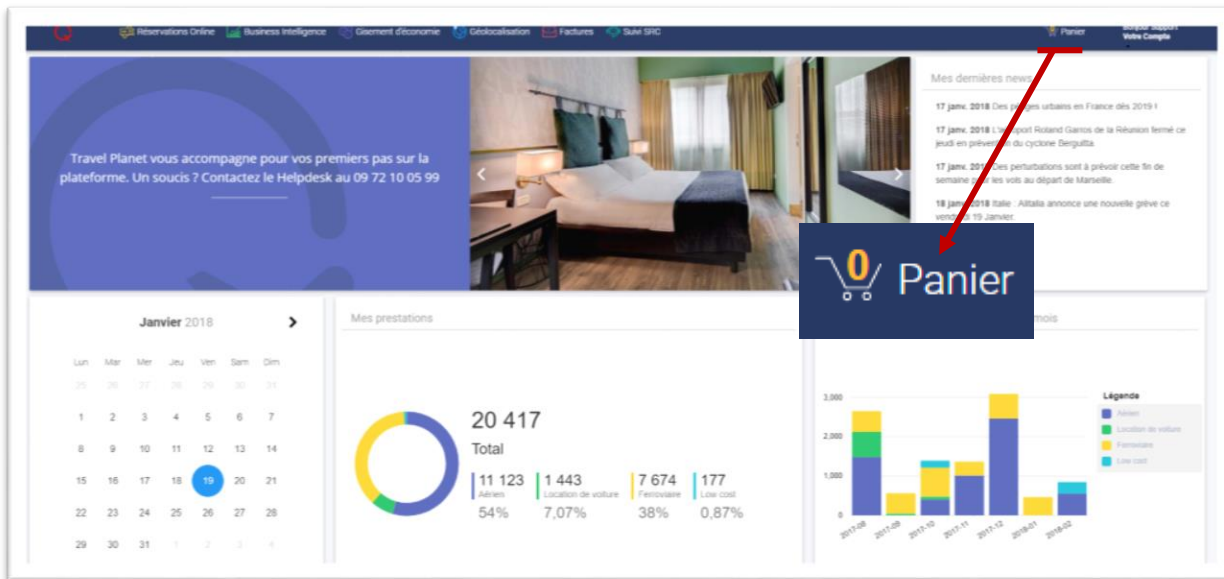 Réservations Online Business Intelligence Gisement d'économie Géolocalisation Factures Suivi SRC Panier
Votre Compte
Travel Planet vous accompagne pour vos premiers pas sur la
plateforme. Un soucis ? Contactez le Helpdesk au 09 72 10 05 99
Mes dernières news
17 janv. 2018 Des péages urbains en France dès 2019 !
17 janv. 2018 L'aéroport Roland Garros de la Réunion fermé ce
jeudi en prévention du cyclone Berguitta.
17 janv. 2018 Des perturbations sont à prévoir cette fin de
semaine pour les vols au départ de Marseille.
18 janv. 2018 Italie : Alitalia annonce une nouvelle grève ce
vendredi 19 Janvier.
0 Panier
Janvier 2018
Lun Mar Mer Jeu Ven Sam Dim
25 26 27 28 29 30 31
1 2 3 4 5 6 7
8 9 10 11 12 13 14
15 16 17 18 19 20 21
22 23 24 25 26 27 28
29 30 31 1 2 3 4
Mes prestations
20 417
Total
11 123 1 443 7 674 177
Aérien Location de voiture Ferroviaire Low cost
54% 7,07% 38% 0,87%
mois
3,000
2,000
1,000
0
2017-08 2017-09 2017-10 2017-11 2017-12 2018-01 2018-02
Légende
Aérien
Location de voiture
Ferroviaire
Low cost